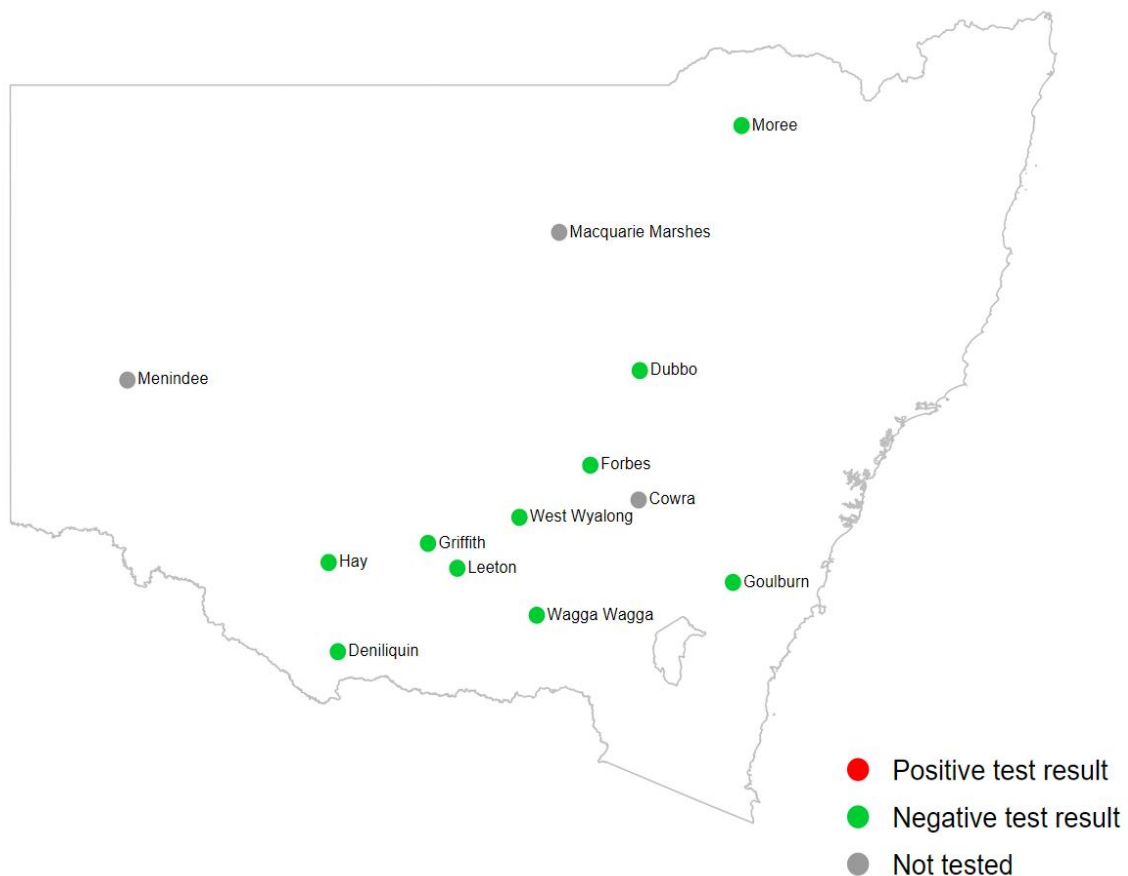 Moree
Macquarie Marshes
Dubbo
Menindee
Forbes
Cowra
West Wyalong
Griffith
Hay
Leeton
Goulburn
Wagga Wagga
Deniliquin
Positive test result
Negative test result
Not tested